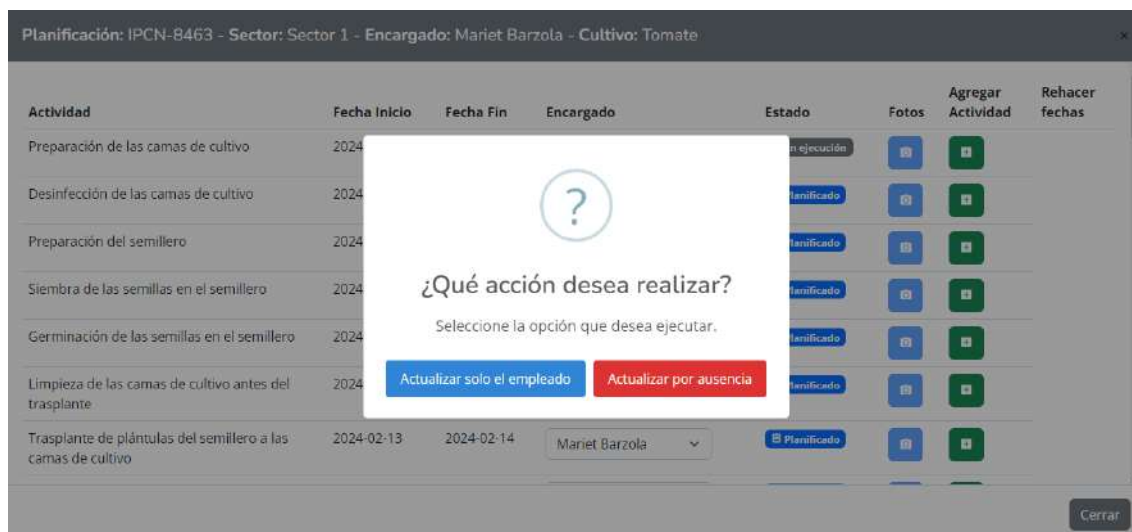 Planificación: IPCN-8463 - Sector: Sector 1 - Encargado: Mariet Barzola - Cultivo: Tomate
Actividad Fecha Inicio Fecha Fin Encargado Estado Fotos Agregar Actividad Rehacer fechas
Preparación de las camas de cultivo 2024 n ejecución
Desinfección de las camas de cultivo 2024 lanificado
Preparación del semillero 2024 lanificado
Siembra de las semillas en el semillero 2024 lanificado
Germinación de las semillas en el semillero 2024 lanificado
Limpieza de las camas de cultivo antes del 2024 lanificado
trasplante
Trasplante de plántulas del semillero a las 2024-02-13 2024-02-14 Mariet Barzola Planificado
camas de cultivo
?
¿Qué acción desea realizar?
Seleccione la opción que desea ejecutar.
Actualizar solo el empleado Actualizar por ausencia
Cerrar